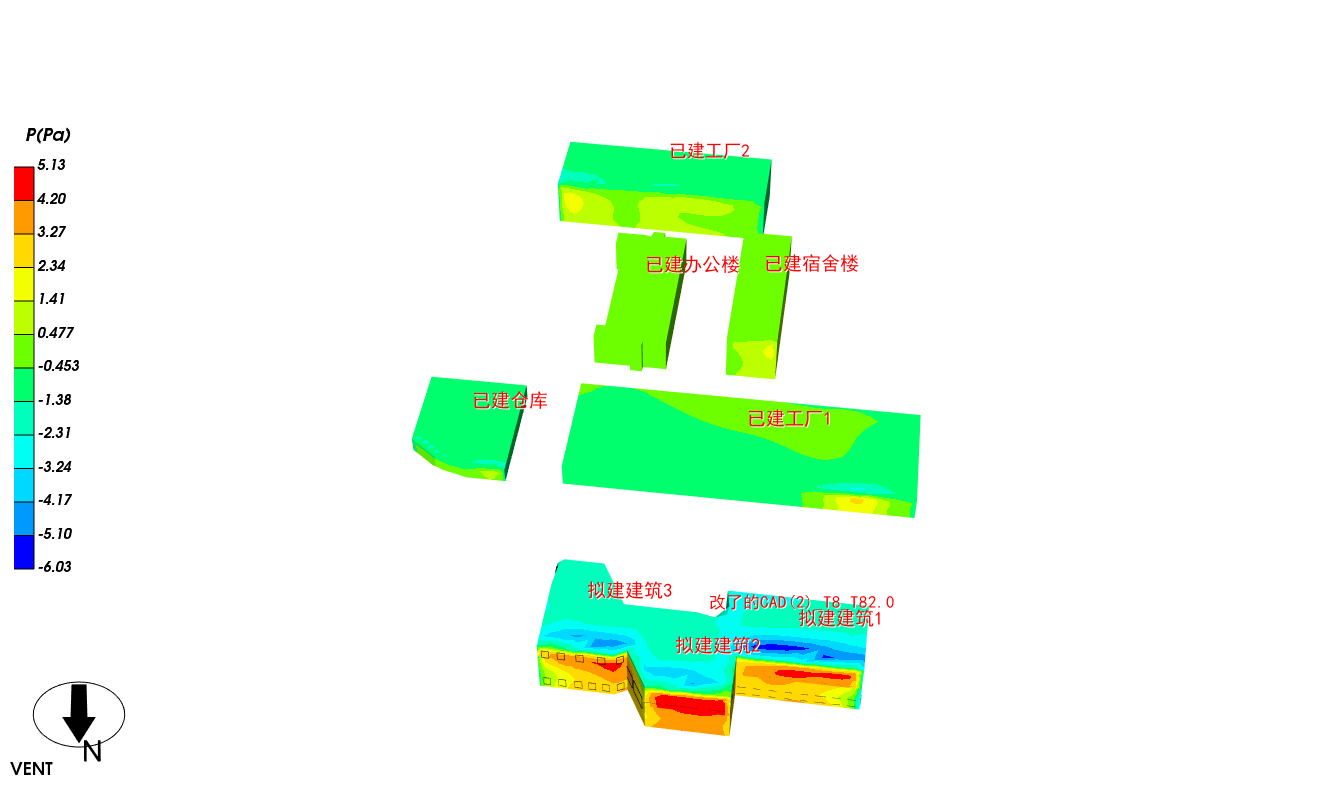 P(Pa)
5.13
4.20
3.27
2.34
1.41
0.477
-0.453
-1.38
-2.31
-3.24
-4.17
-5.10
-6.03
已建工厂2
已建办公楼
已建宿舍楼
已建仓库
已建工厂1
拟建建筑3
改了的CAD(2)_T8_T82.0
拟建建筑1
拟建建筑2
N
VENT